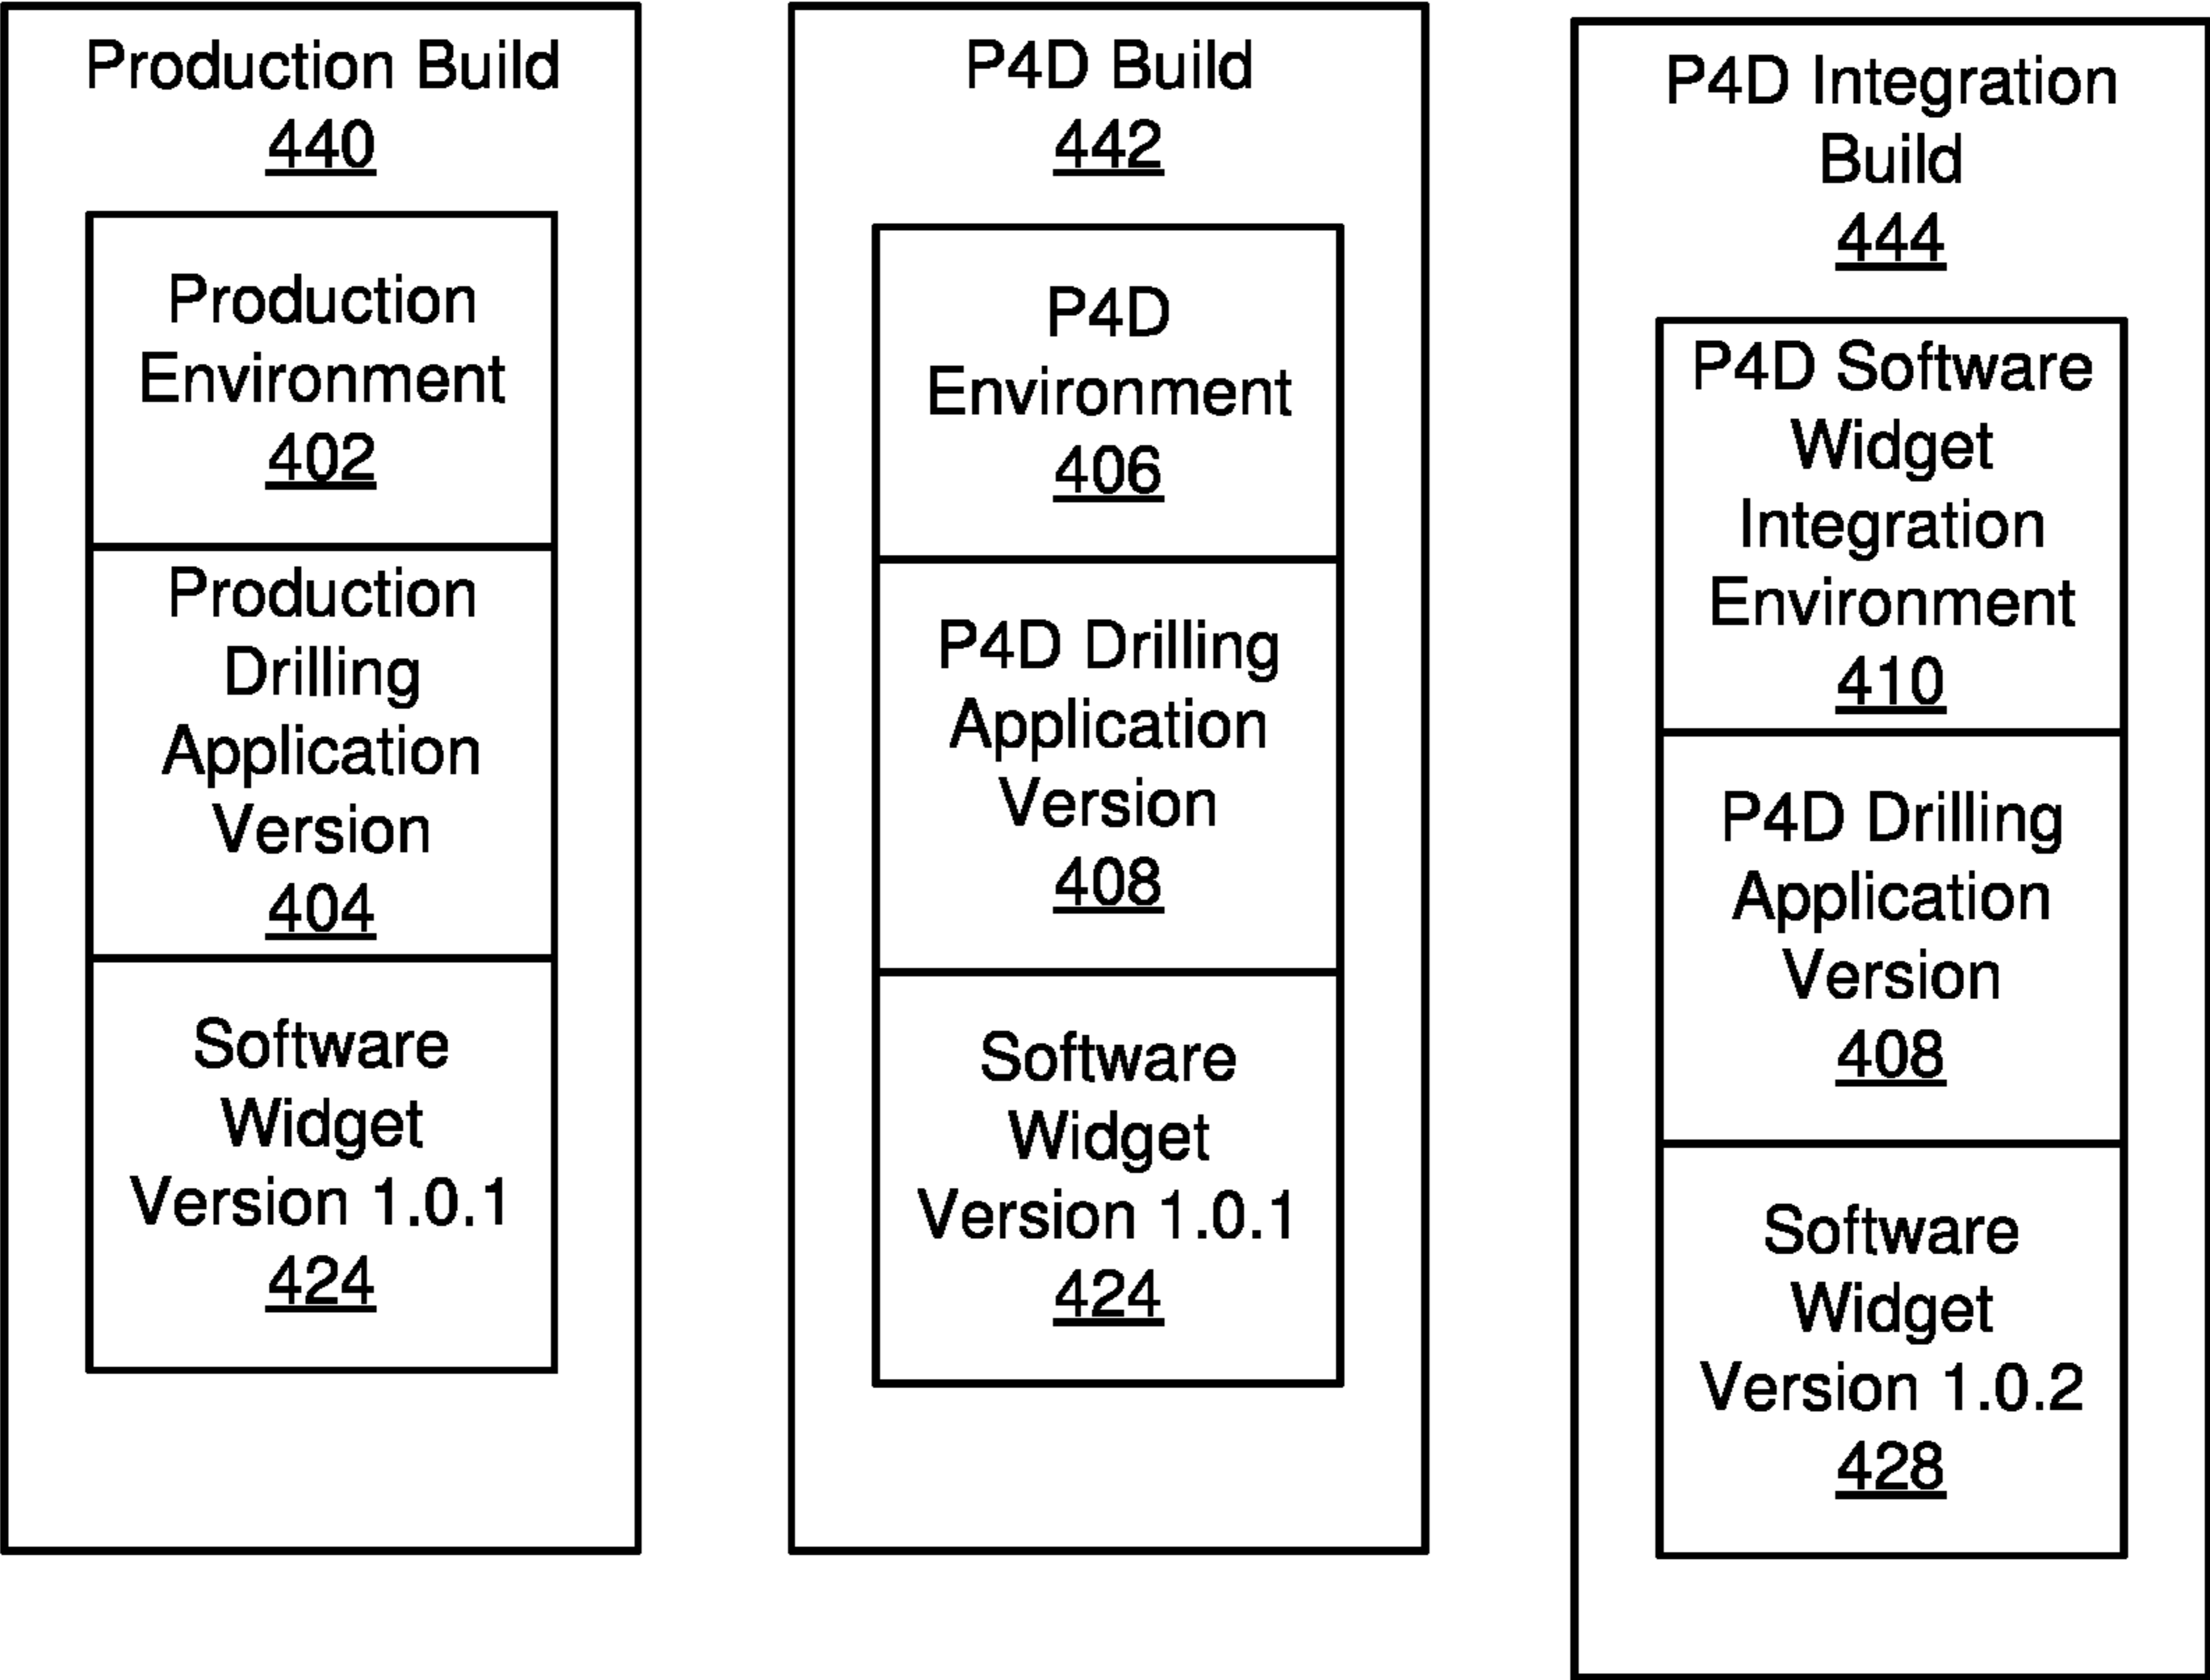 Production Build
440
Production
Environment
402
Production
Drilling
Application
Version
404
Software
Widget
Version 1.0.1
424
P4D Build
442
P4D
Environment
406
P4D Drilling
Application
Version
408
Software
Widget
Version 1.0.1
424
P4D Integration
Build
444
P4D Software
Widget
Integration
Environment
410
P4D Drilling
Application
Version
408
Software
Widget
Version 1.0.2
428